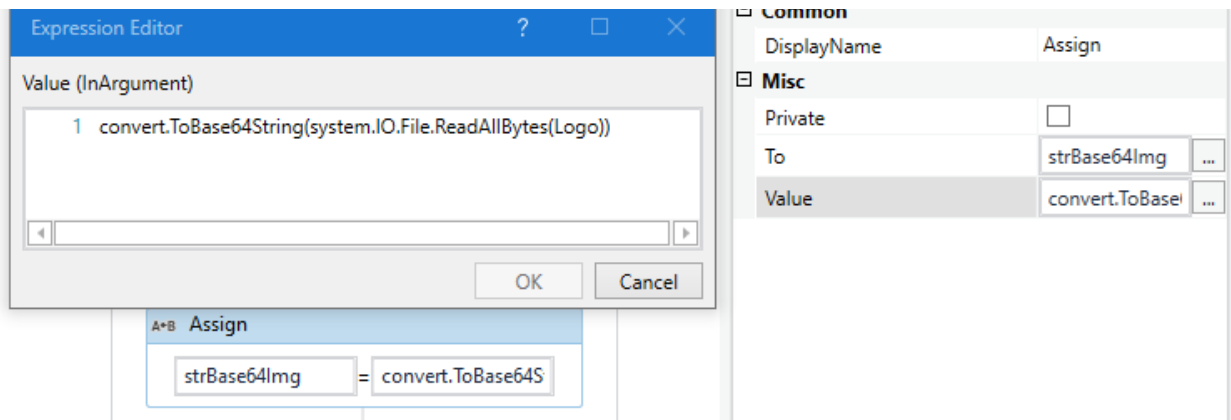 Expression Editor
?
Value (InArgument)
1 convert.ToBase64String(system.IO.File.ReadAllBytes(Logo))
OK
Cancel
A+B Assign
strBase64Img = convert.ToBase64S
Common
DisplayName Assign
Misc
Private
To strBase64Img ...
Value convert.ToBase ...